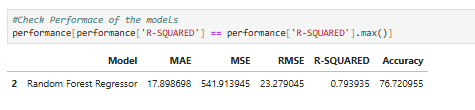 #Check Performace of the models
performance[performance['R-SQUARED'] == performance['R-SQUARED'].max()]
Model MAE MSE RMSE R-SQUARED Accuracy
2 Random Forest Regressor 17.898698 541.913945 23.279045 0.793935 76.720955